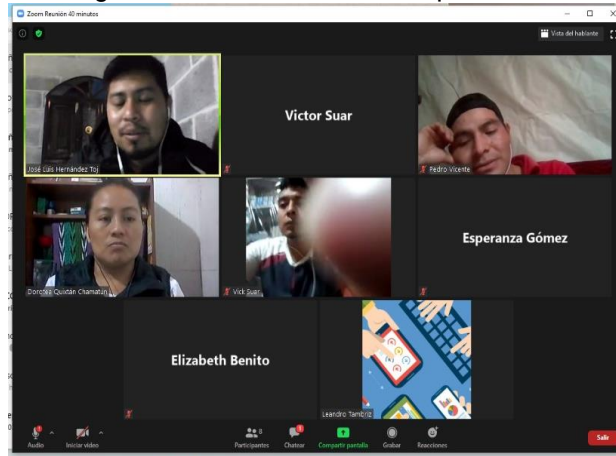 Zoom Reunión 40 minutos
Vista del hablante
José Luis Hernández Toj
Victor Suar
Pedro Vicente
Dorotea Quixtán Chamatún
Vick Suar
Esperanza Gómez
Elizabeth Benito
Leandro Tambriz
Audio
Iniciar video
Participantes
8
Chatear
Compartir pantalla
Grabar
Reacciones
Salir